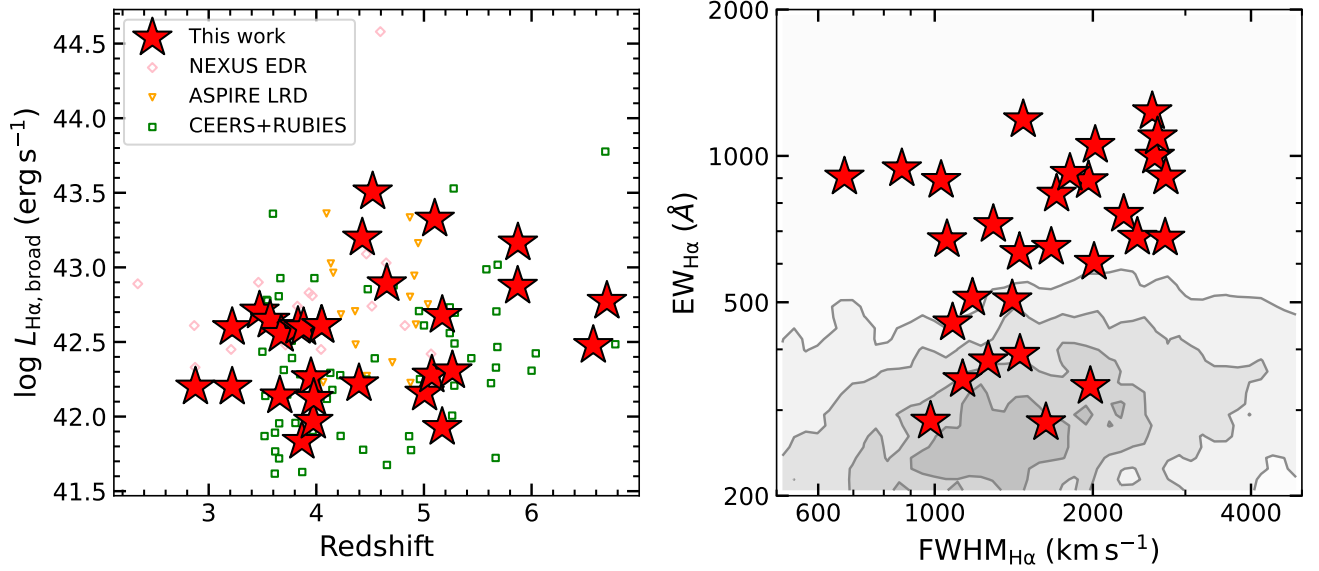 This work
NEXUS EDR
ASPIRE LRD
CEERS+RUBIES
44.5
44.0
43.5
43.0
42.5
42.0
41.5
log L_Hα, broad (erg s⁻¹)
3 4 5 6
Redshift
2000
1000
500
200
EW_Hα (Å)
600 1000 2000 4000
FWHM_Hα (km s⁻¹)